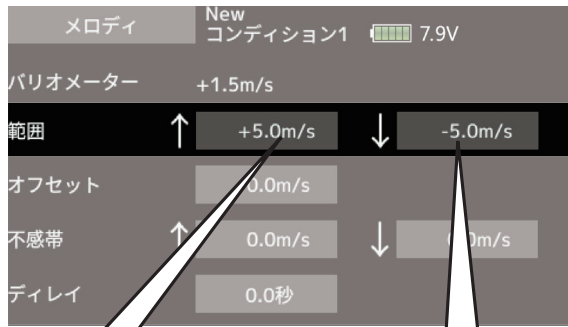 メロディ
New
コンディション1 7.9V
バリオメーター +1.5m/s
範囲 ↑ +5.0m/s ↓ -5.0m/s
オフセット 0.0m/s
不感帯 ↑ 0.0m/s ↓ m/s
ディレイ 0.0秒